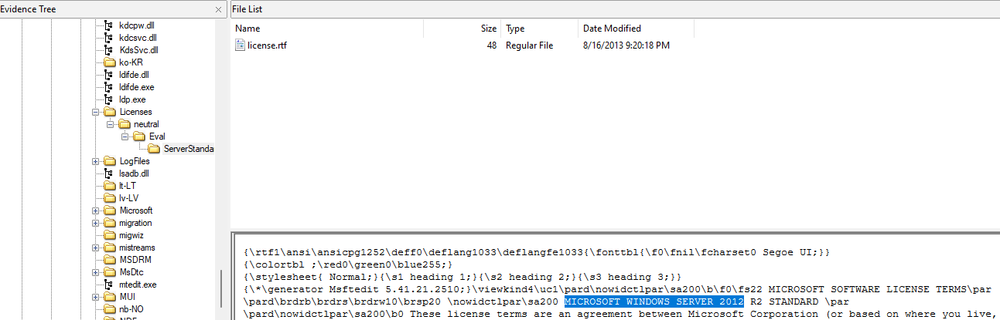 Evidence Tree
File List
kdcpw.dll
kdcsvc.dll
KdsSvc.dll
ko-KR
ldifde.dll
ldifde.exe
ldp.exe
Licenses
neutral
Eval
ServerStanda
LogFiles
lsadb.dll
lt-LT
lv-LV
Microsoft
migration
migwiz
mistreams
MSDRM
MsDtc
mtedit.exe
MUI
nb-NO
Name Size Type Date Modified
license.rtf 48 Regular File 8/16/2013 9:20:18 PM
{\rtf1\ansi\ansicpg1252\deff0\deflang1033\deflangfe1033{\fonttbl{\f0\fnil\fcharset0 Segoe UI;}}
{\colortbl ;\red0\green0\blue255;}
{\stylesheet{ Normal;}{\s1 heading 1;}{\s2 heading 2;}{\s3 heading 3;}}
{\*\generator Msftedit 5.41.21.2510;}\viewkind4\uc1\pard\nowidctlpar\sa200\b\f0\fs22 MICROSOFT SOFTWARE LICENSE TERMS\par
\pard\brdrb\brdrs\brdrw10\brsp20 \nowidctlpar\sa200 MICROSOFT WINDOWS SERVER 2012 R2 STANDARD \par
\pard\nowidctlpar\sa200\b0 These license terms are an agreement between Microsoft Corporation (or based on where you live,